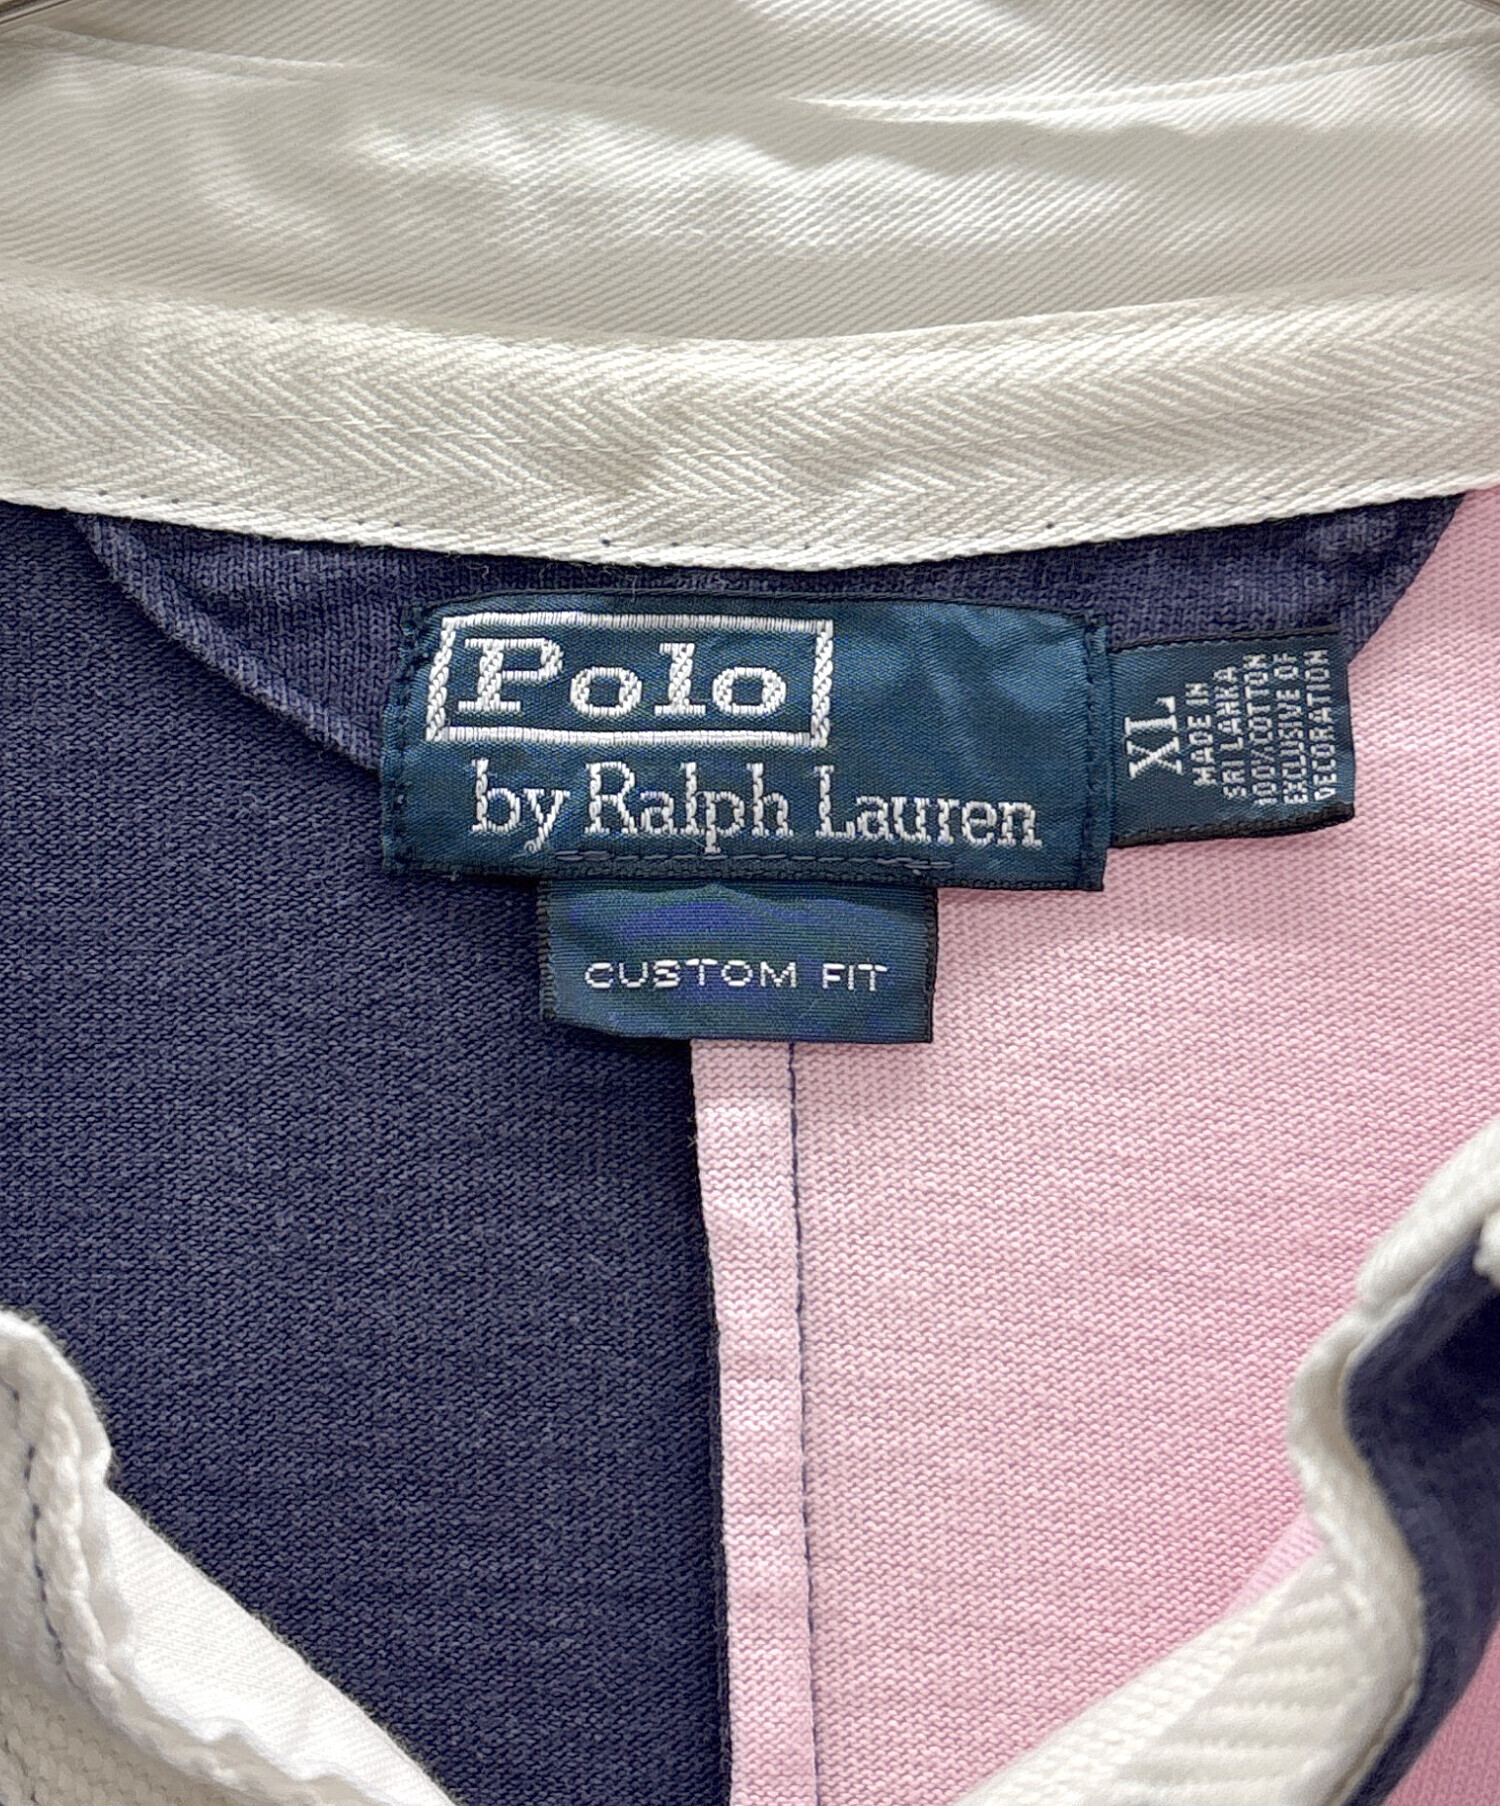 Polo
by Ralph Lauren
XL
MADE IN
SRI LANKA
100% COTTON
EXCLUSIVE OF
DECORATION
CUSTOM FIT